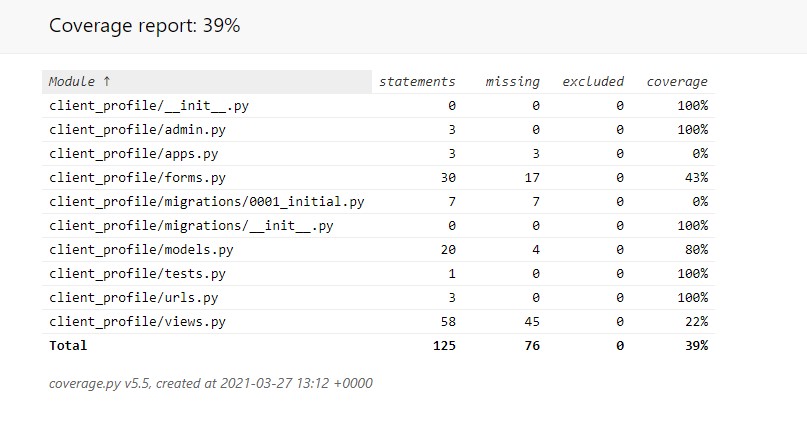 Coverage report: 39%
Module ↑ statements missing excluded coverage
client_profile/__init__.py 0 0 0 100%
client_profile/admin.py 3 0 0 100%
client_profile/apps.py 3 3 0 0%
client_profile/forms.py 30 17 0 43%
client_profile/migrations/0001_initial.py 7 7 0 0%
client_profile/migrations/__init__.py 0 0 0 100%
client_profile/models.py 20 4 0 80%
client_profile/tests.py 1 0 0 100%
client_profile/urls.py 3 0 0 100%
client_profile/views.py 58 45 0 22%
Total 125 76 0 39%
coverage.py v5.5, created at 2021-03-27 13:12 +0000